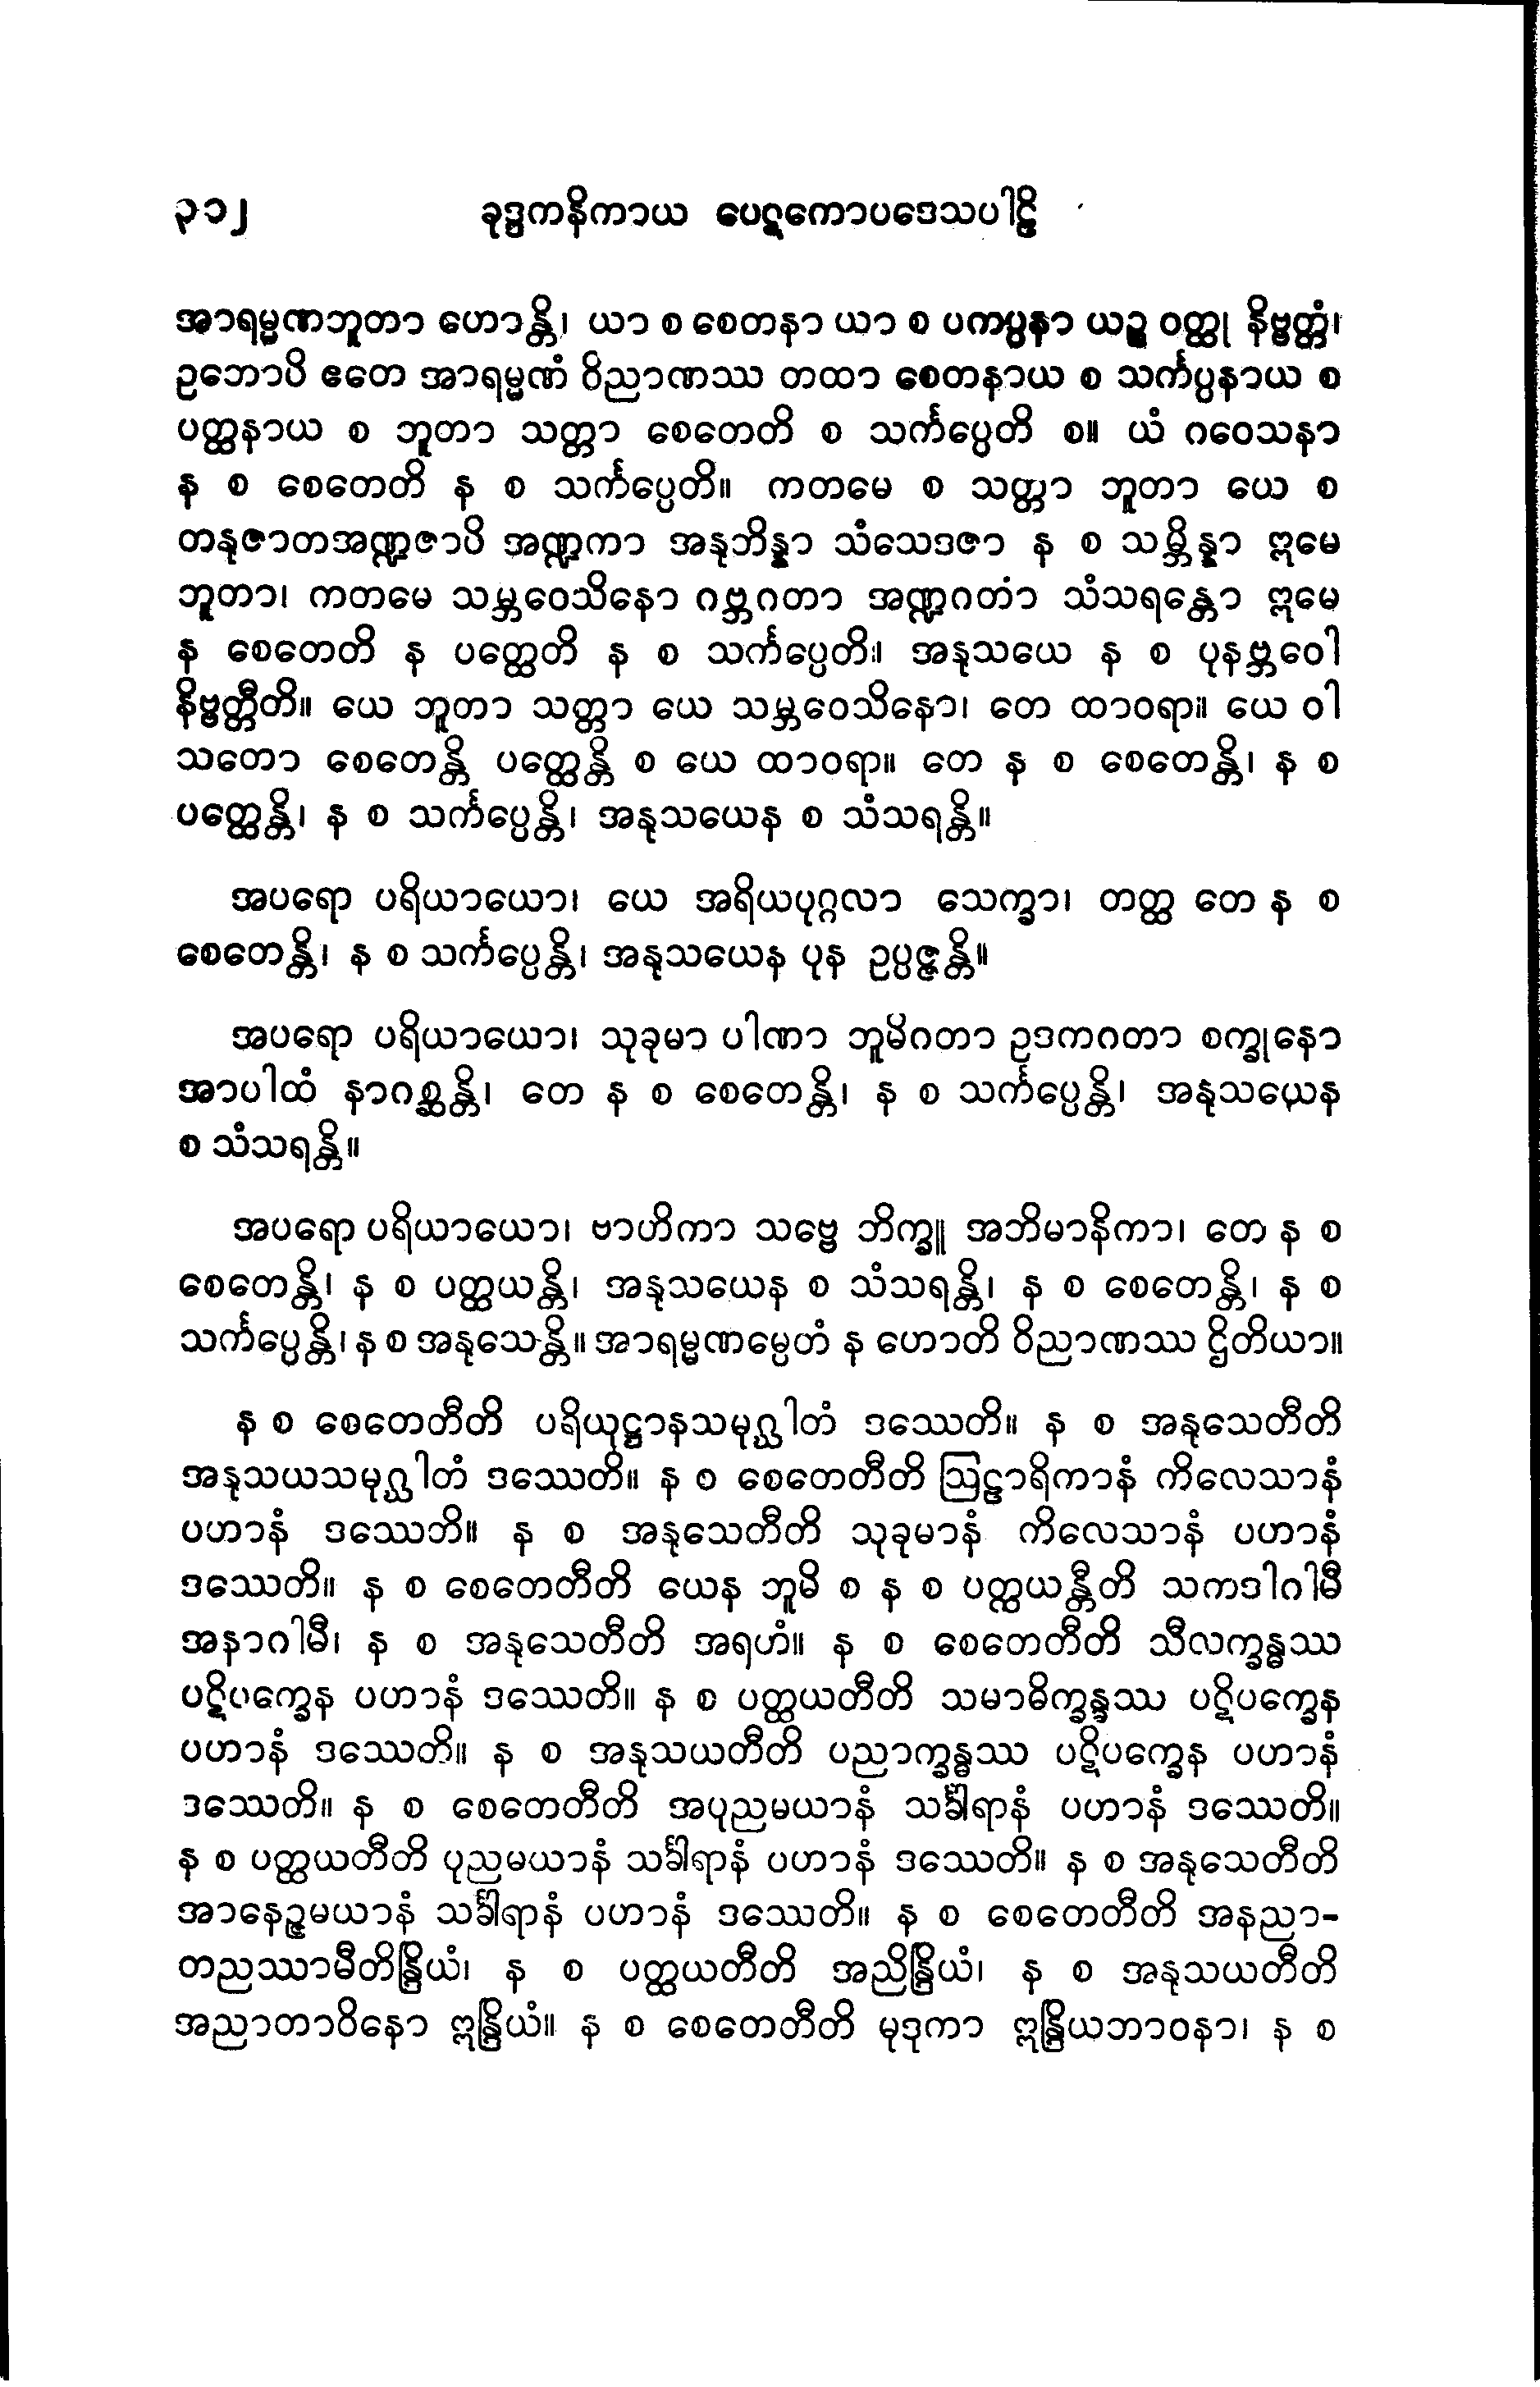 ၃၁၂ ခုဒ္ဒကနိကာယ ပေဋကောပဒေသပါဠိ
အာရမ္မဏဘူတာ ဟောန္တိ၊ ယာ စ စေတနာ ယာ စ ပကပ္ပနာ ယဉ္စ ဝတ္ထု နိဗ္ဗတ္တံ၊
ဥဘောပိ ဧတေ အာရမ္မဏံ ဝိညာဏဿ တထာ စေတနာယ စ သင်္ကပ္ပနာယ စ
ပတ္ထနာယ စ ဘူတာ သတ္တာ စေတေတိ စ သင်္ကပ္ပေတိ စ။ ယံ ဂဝေသနာ
န စ စေတေတိ န စ သင်္ကပ္ပေတိ။ ကတမေ စ သတ္တာ ဘူတာ ယေ စ
တနုဇာတအဏ္ဍဇာပိ အဏ္ဍကာ အနုဘိန္နာ သံသေဒဇာ န စ သမ္ဘိန္နာ ဣမေ
ဘူတာ၊ ကတမေ သမ္ဘဝေသိနော ဂဗ္ဘဂတာ အဏ္ဍဂတာ သံသရန္တော ဣမေ
န စေတေတိ န ပတ္ထေတိ န စ သင်္ကပ္ပေတိ။ အနုသယေ န စ ပုနဗ္ဘဝေါ
နိဗ္ဗတ္တီတိ။ ယေ ဘူတာ သတ္တာ ယေ သမ္ဘဝေသိနော၊ တေ ထာဝရာ။ ယေ ဝါ
သတော စေတေန္တိ ပတ္ထေန္တိ စ ယေ ထာဝရာ။ တေ န စ စေတေန္တိ၊ န စ
ပတ္ထေန္တိ၊ န စ သင်္ကပ္ပေန္တိ၊ အနုသယေန စ သံသရန္တိ။
အပရော ပရိယာယော၊ ယေ အရိယပုဂ္ဂလာ သေက္ခာ၊ တတ္ထ တေ န စ
စေတေန္တိ၊ န စ သင်္ကပ္ပေန္တိ၊ အနုသယေန ပုန ဥပ္ပဇ္ဇန္တိ။
အပရော ပရိယာယော၊ သုခုမာ ပါဏာ ဘူမိဂတာ ဥဒကဂတာ စက္ခုနော
အာပါထံ နာဂစ္ဆန္တိ၊ တေ န စ စေတေန္တိ၊ န စ သင်္ကပ္ပေန္တိ၊ အနုသယေန
စ သံသရန္တိ။
အပရော ပရိယာယော၊ ဗာဟိကာ သဗ္ဗေ ဘိက္ခူ အဘိမာနိကာ၊ တေ န စ
စေတေန္တိ၊ န စ ပတ္ထယန္တိ၊ အနုသယေန စ သံသရန္တိ၊ န စ စေတေန္တိ၊ န စ
သင်္ကပ္ပေန္တိ၊ န စ အနုသေန္တိ။ အာရမ္မဏမ္ပေတံ န ဟောတိ ဝိညာဏဿ ဌိတိယာ။
န စ စေတေတီတိ ပရိယုဋ္ဌာနသမုဂ္ဃါတံ ဒဿေတိ။ န စ အနုသေတီတိ
အနုသယသမုဂ္ဃါတံ ဒဿေတိ။ န စ စေတေတီတိ ဩဠာရိကာနံ ကိလေသာနံ
ပဟာနံ ဒဿေတိ။ န စ အနုသေတီတိ သုခုမာနံ ကိလေသာနံ ပဟာနံ
ဒဿေတိ။ န စ စေတေတီတိ ယေန ဘူမိ စ န စ ပတ္ထယန္တီတိ သကဒါဂါမီ
အနာဂါမီ၊ န စ အနုသေတီတိ အရဟံ။ န စ စေတေတီတိ သီလက္ခန္ဓဿ
ပဋိပက္ခေန ပဟာနံ ဒဿေတိ။ န စ ပတ္ထယတီတိ သမာဓိက္ခန္ဓဿ ပဋိပက္ခေန
ပဟာနံ ဒဿေတိ။ န စ အနုသယတီတိ ပညာက္ခန္ဓဿ ပဋိပက္ခေန ပဟာနံ
ဒဿေတိ။ န စ စေတေတီတိ အပုညမယာနံ သင်္ခါရာနံ ပဟာနံ ဒဿေတိ။
န စ ပတ္ထယတီတိ ပုညမယာနံ သင်္ခါရာနံ ပဟာနံ ဒဿေတိ။ န စ အနုသေတီတိ
အာနေဉ္ဇမယာနံ သင်္ခါရာနံ ပဟာနံ ဒဿေတိ။ န စ စေတေတီတိ အနညာ-
တညဿာမီတိန္ဒြိယံ၊ န စ ပတ္ထယတီတိ အညိန္ဒြိယံ၊ န စ အနုသယတီတိ
အညာတာဝိနော ဣန္ဒြိယံ။ န စ စေတေတီတိ မုဒုကာ ဣန္ဒြိယဘာဝနာ၊ န စ